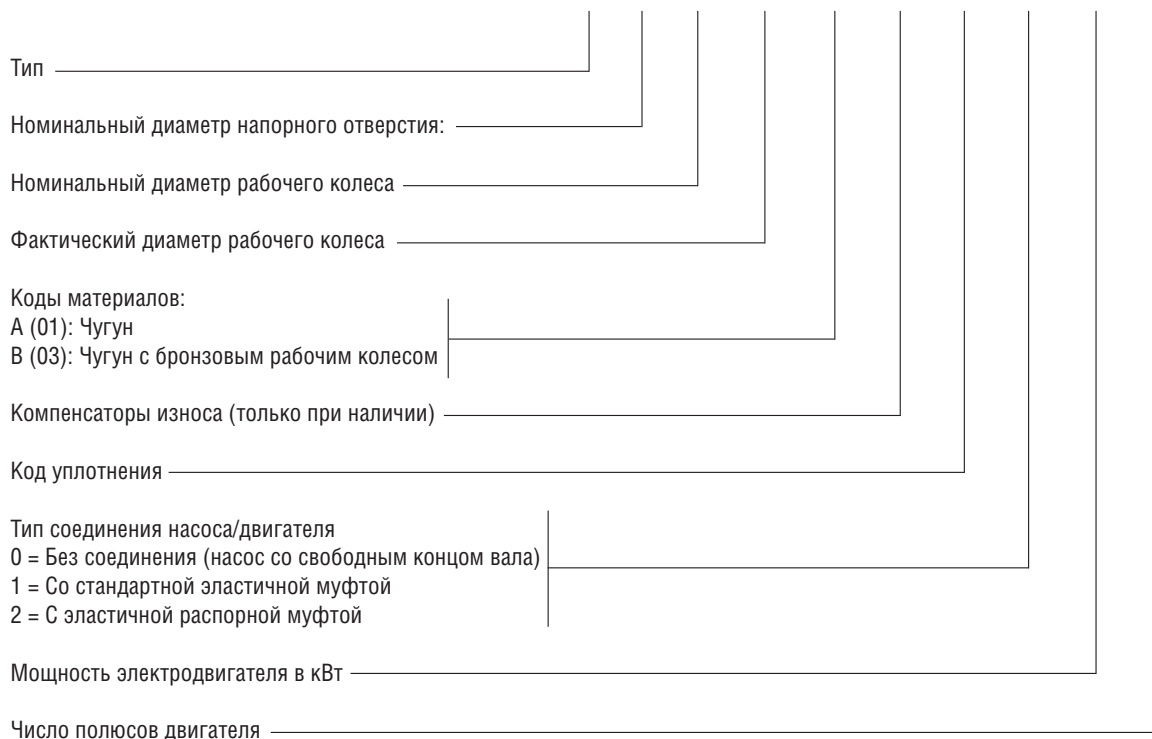 Тип
Номинальный диаметр напорного отверстия:
Номинальный диаметр рабочего колеса
Фактический диаметр рабочего колеса
Коды материалов:
А (01): Чугун
В (03): Чугун с бронзовым рабочим колесом
Компенсаторы износа (только при наличии)
Код уплотнения
Тип соединения насоса/двигателя
0 = Без соединения (насос со свободным концом вала)
1 = Со стандартной эластичной муфтой
2 = С эластичной распорной муфтой
Мощность электродвигателя в кВт
Число полюсов двигателя